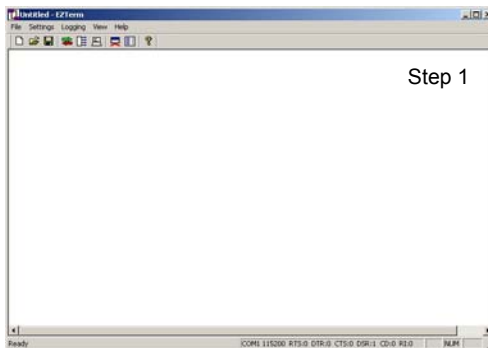 Untitled - EZTerm
File Settings Logging View Help
Step 1
Ready COM1 115200 RTS:0 DTR:0 CTS:0 DSR:1 CD:0 RI:0 NUM